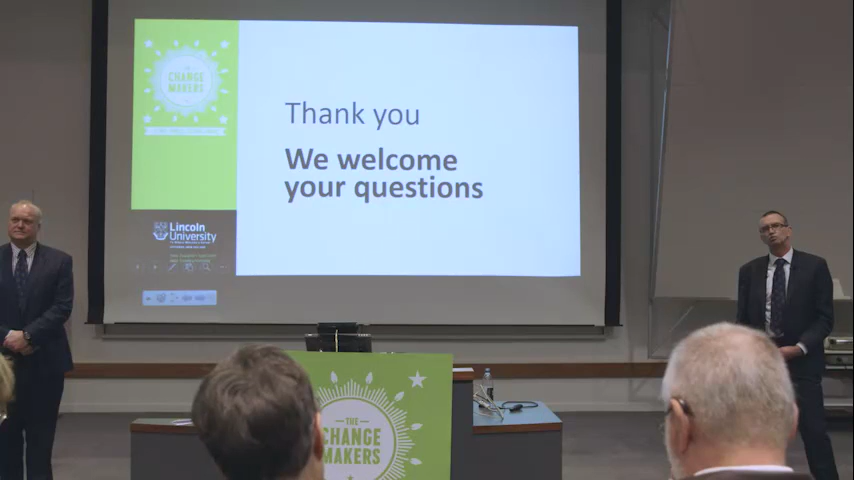 THE
CHANGE
MAKERS
Thank you
We welcome
your questions
Lincoln
University
THE
CHANGE
MAKERS